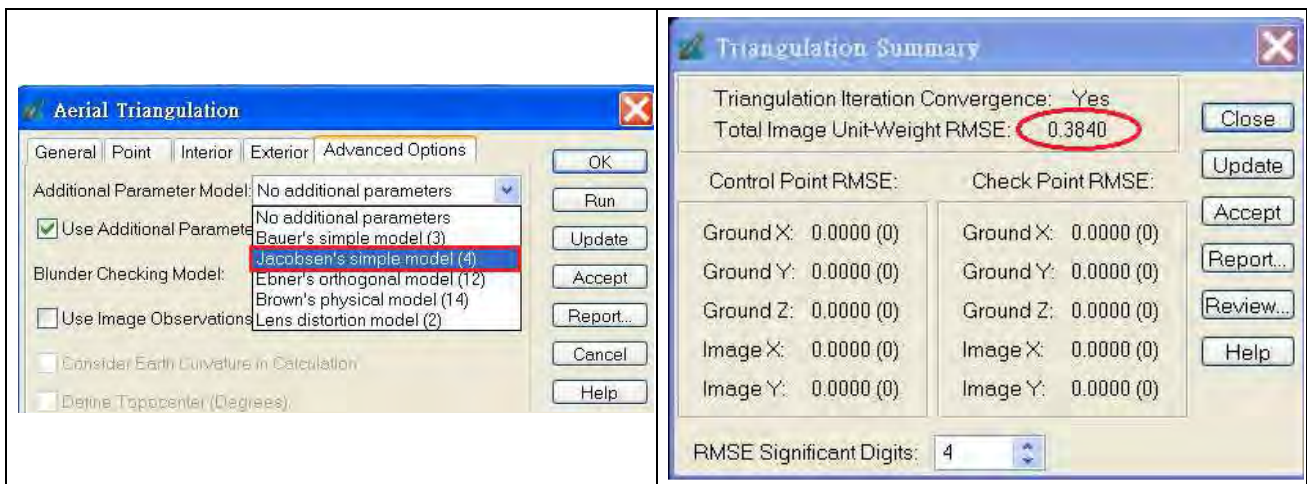 Aerial Triangulation
General Point Interior Exterior Advanced Options
Additional Parameter Model: No additional parameters
No additional parameters
Use Additional Paramete
Bauer's simple model (3)
Jacobsen's simple model (4)
Blunder Checking Model:
Ebner's orthogonal model (12)
Brown's physical model (14)
Use Image Observations
Lens distortion model (2)
Consider Earth Curvature in Calculation
Define Topocenter (Degrees)
OK
Run
Update
Accept
Report...
Cancel
Help
Triangulation Summary
Triangulation Iteration Convergence: Yes
Total Image Unit-Weight RMSE: 0.3840
Control Point RMSE: Check Point RMSE:
Ground X: 0.0000 (0) Ground X: 0.0000 (0)
Ground Y: 0.0000 (0) Ground Y: 0.0000 (0)
Ground Z: 0.0000 (0) Ground Z: 0.0000 (0)
Image X: 0.0000 (0) Image X: 0.0000 (0)
Image Y: 0.0000 (0) Image Y: 0.0000 (0)
RMSE Significant Digits: 4
Close
Update
Accept
Report...
Review...
Help